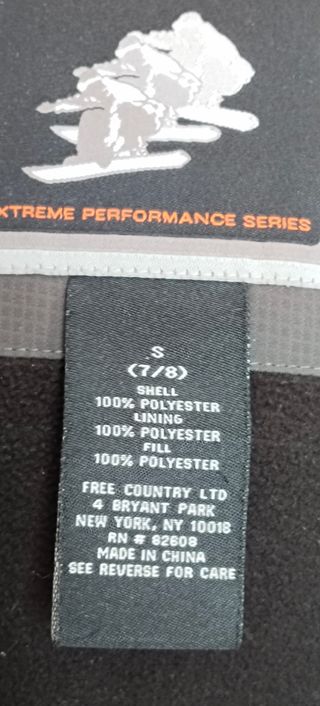 XTREME PERFORMANCE SERIES
S
(7/8)
SHELL
100% POLYESTER
LINING
100% POLYESTER
FILL
100% POLYESTER
FREE COUNTRY LTD
4 BRYANT PARK
NEW YORK, NY 10018
RN # 82608
MADE IN CHINA
SEE REVERSE FOR CARE